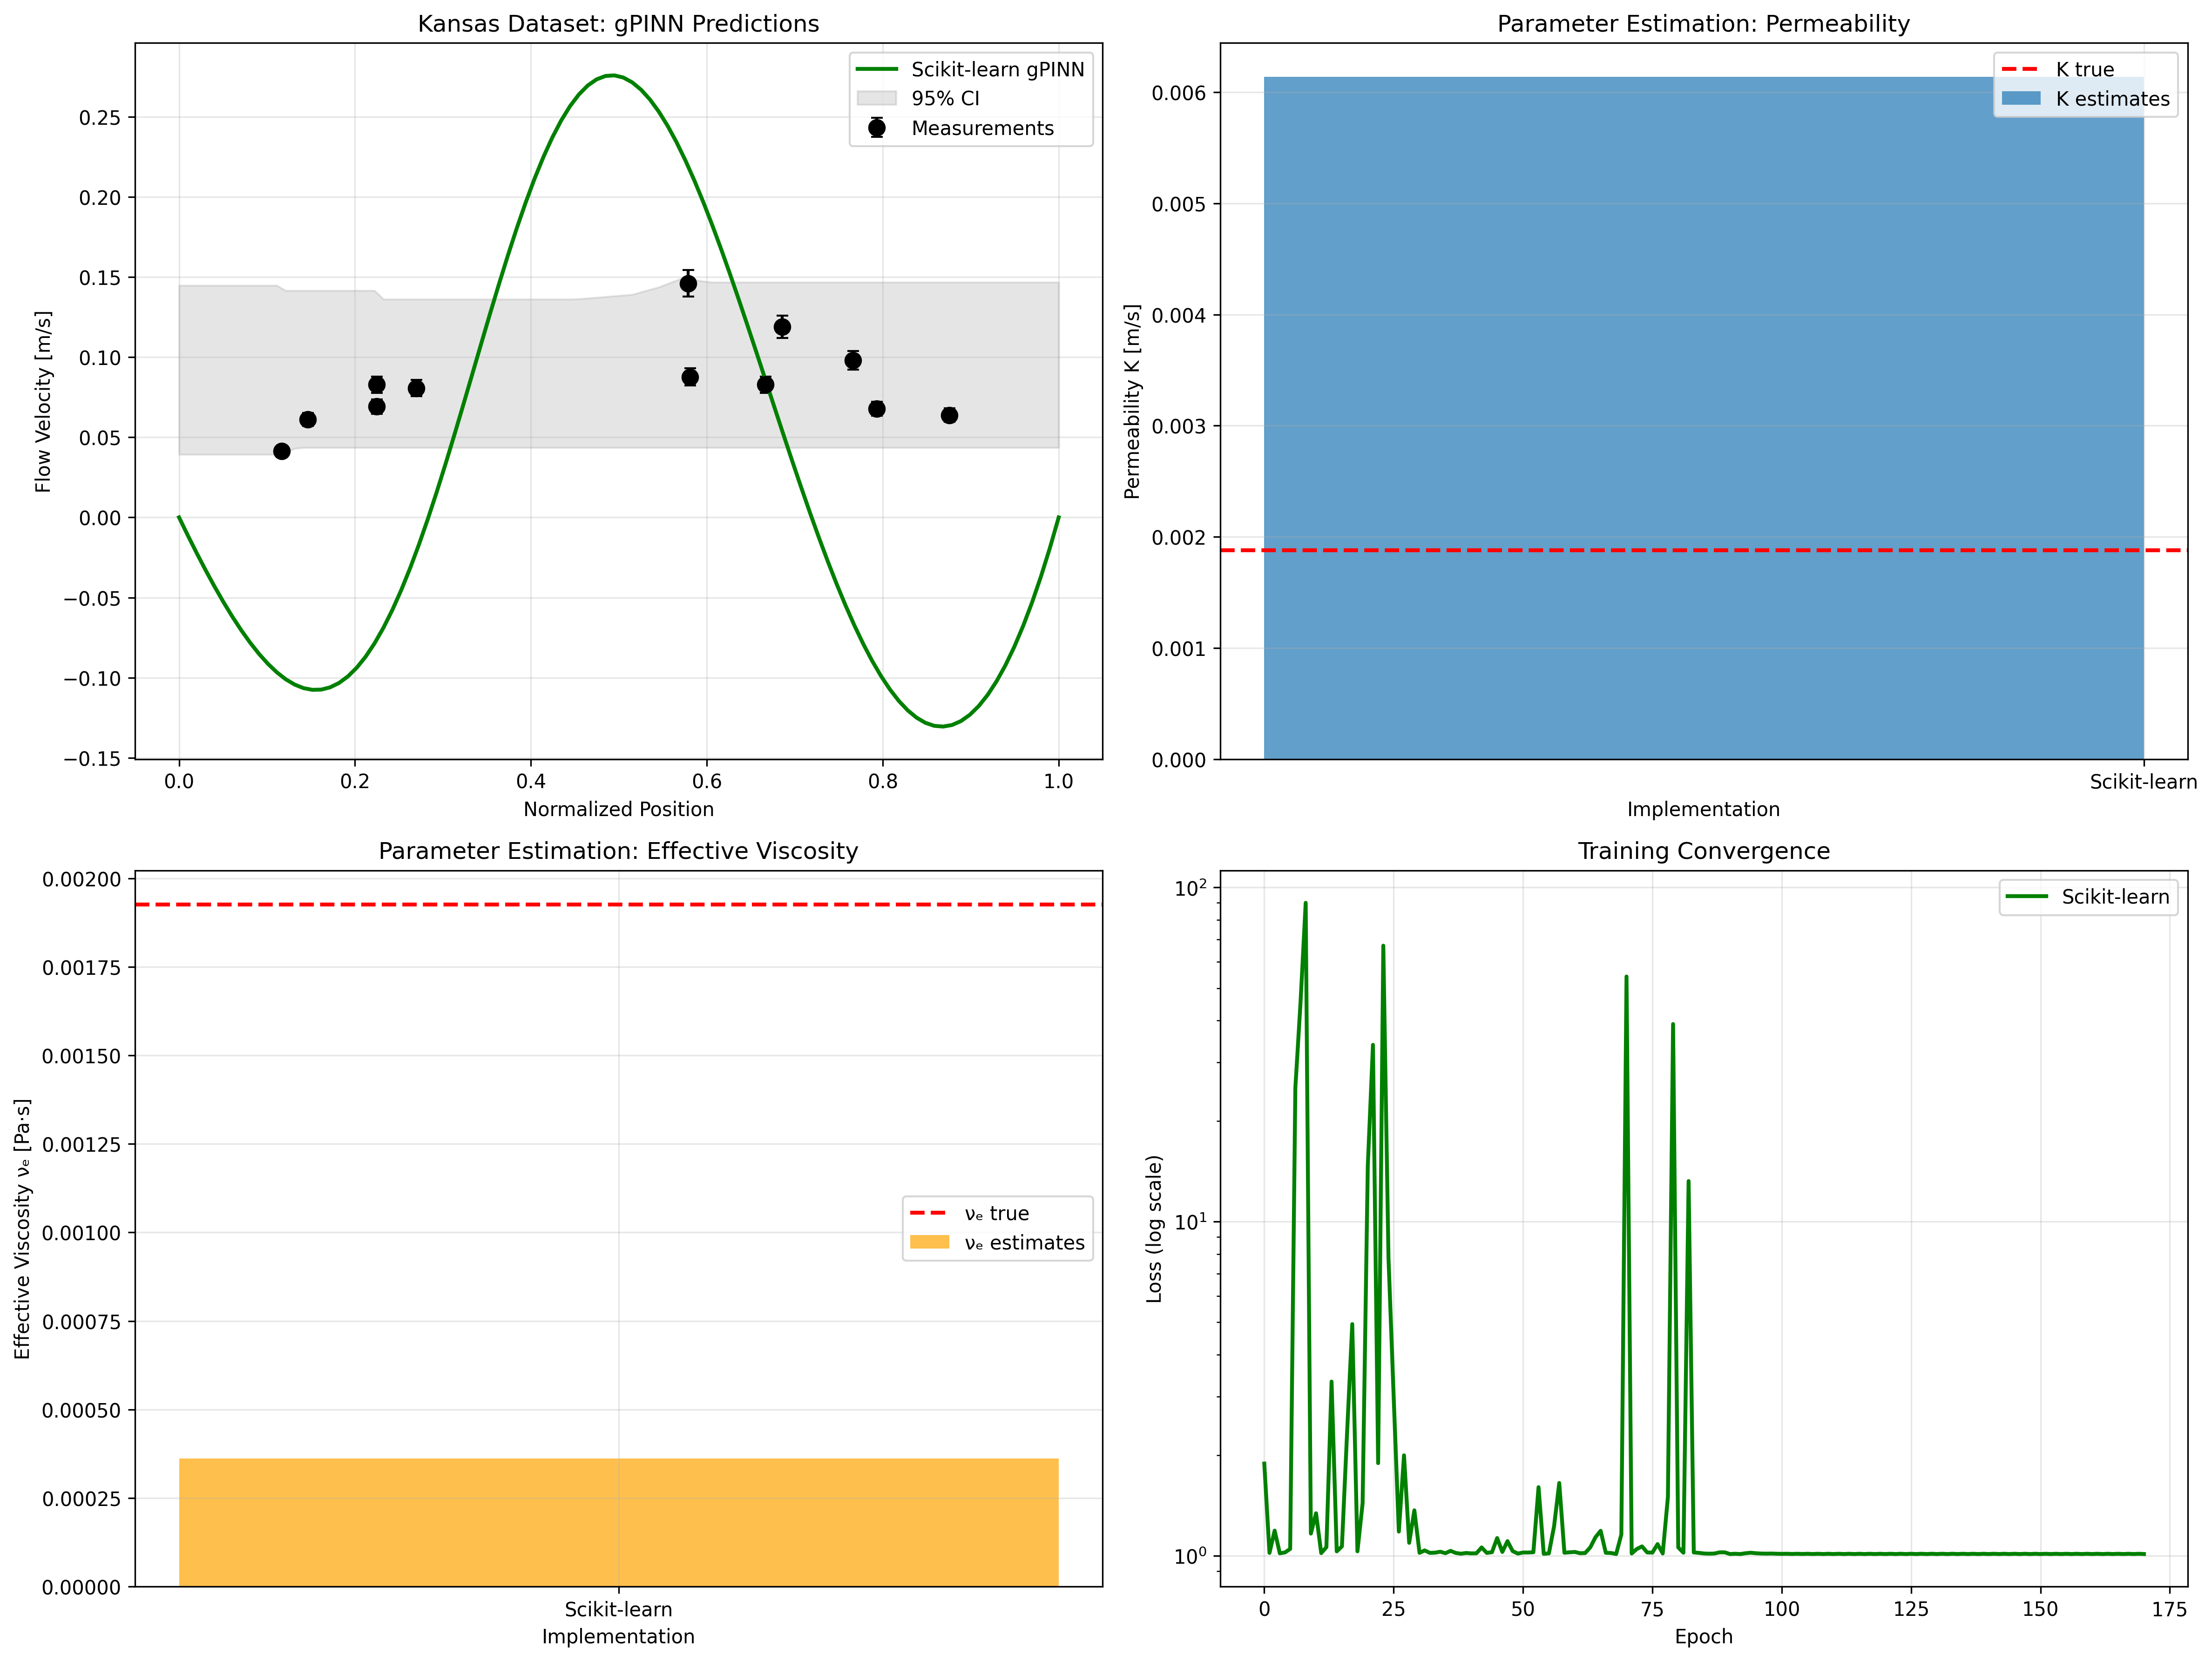 Kansas Dataset: gPINN Predictions
Scikit-learn gPINN
95% CI
Measurements
Flow Velocity [m/s]
0.25
0.20
0.15
0.10
0.05
0.00
−0.05
−0.10
−0.15
0.0 0.2 0.4 0.6 0.8 1.0
Normalized Position
Parameter Estimation: Permeability
K true
K estimates
Permeability K [m/s]
0.006
0.005
0.004
0.003
0.002
0.001
0.000
Scikit-learn
Implementation
Parameter Estimation: Effective Viscosity
νₑ true
νₑ estimates
Effective Viscosity νₑ [Pa·s]
0.00200
0.00175
0.00150
0.00125
0.00100
0.00075
0.00050
0.00025
0.00000
Scikit-learn
Implementation
Training Convergence
Scikit-learn
Loss (log scale)
10²
10¹
10⁰
0 25 50 75 100 125 150 175
Epoch